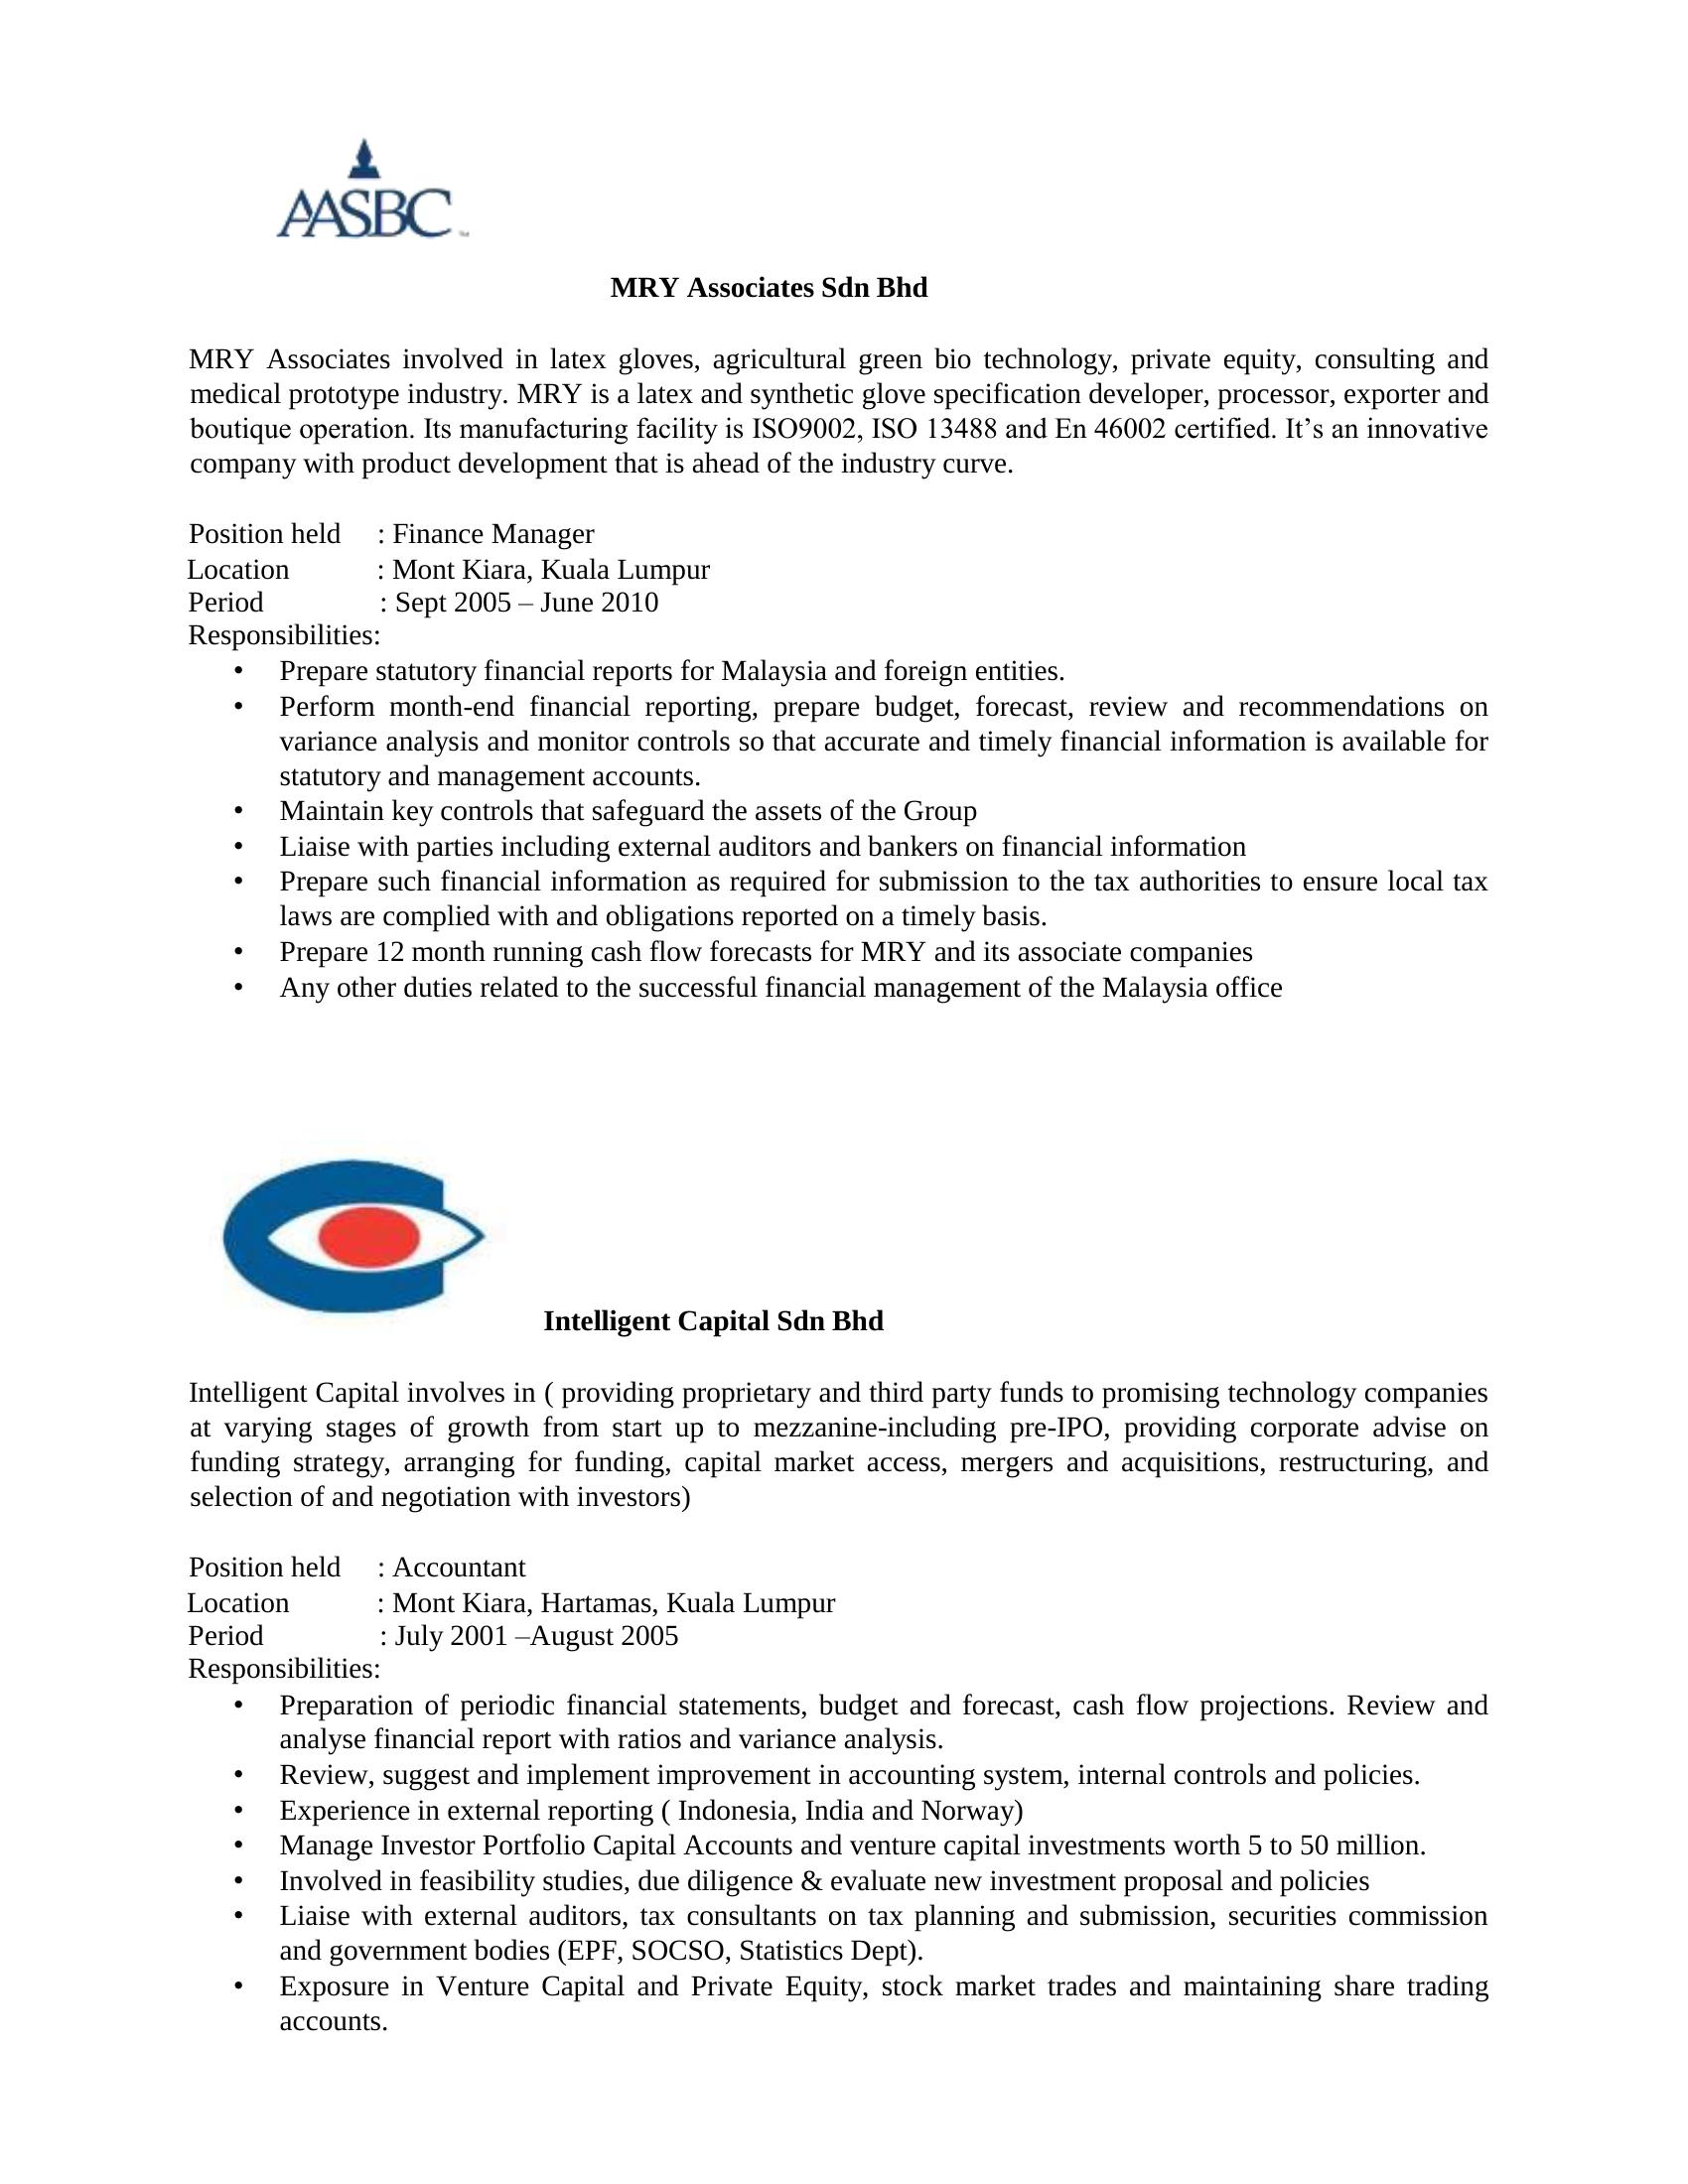 AASBC
MRY Associates Sdn Bhd
MRY Associates involved in latex gloves, agricultural green bio technology, private equity, consulting and
medical prototype industry. MRY is a latex and synthetic glove specification developer, processor, exporter and
boutique operation. Its manufacturing facility is ISO9002, ISO 13488 and En 46002 certified. It’s an innovative
company with product development that is ahead of the industry curve.
Position held : Finance Manager
Location : Mont Kiara, Kuala Lumpur
Period : Sept 2005 – June 2010
Responsibilities:
• Prepare statutory financial reports for Malaysia and foreign entities.
• Perform month-end financial reporting, prepare budget, forecast, review and recommendations on
variance analysis and monitor controls so that accurate and timely financial information is available for
statutory and management accounts.
• Maintain key controls that safeguard the assets of the Group
• Liaise with parties including external auditors and bankers on financial information
• Prepare such financial information as required for submission to the tax authorities to ensure local tax
laws are complied with and obligations reported on a timely basis.
• Prepare 12 month running cash flow forecasts for MRY and its associate companies
• Any other duties related to the successful financial management of the Malaysia office
Intelligent Capital Sdn Bhd
Intelligent Capital involves in ( providing proprietary and third party funds to promising technology companies
at varying stages of growth from start up to mezzanine-including pre-IPO, providing corporate advise on
funding strategy, arranging for funding, capital market access, mergers and acquisitions, restructuring, and
selection of and negotiation with investors)
Position held : Accountant
Location : Mont Kiara, Hartamas, Kuala Lumpur
Period : July 2001 –August 2005
Responsibilities:
• Preparation of periodic financial statements, budget and forecast, cash flow projections. Review and
analyse financial report with ratios and variance analysis.
• Review, suggest and implement improvement in accounting system, internal controls and policies.
• Experience in external reporting ( Indonesia, India and Norway)
• Manage Investor Portfolio Capital Accounts and venture capital investments worth 5 to 50 million.
• Involved in feasibility studies, due diligence & evaluate new investment proposal and policies
• Liaise with external auditors, tax consultants on tax planning and submission, securities commission
and government bodies (EPF, SOCSO, Statistics Dept).
• Exposure in Venture Capital and Private Equity, stock market trades and maintaining share trading
accounts.